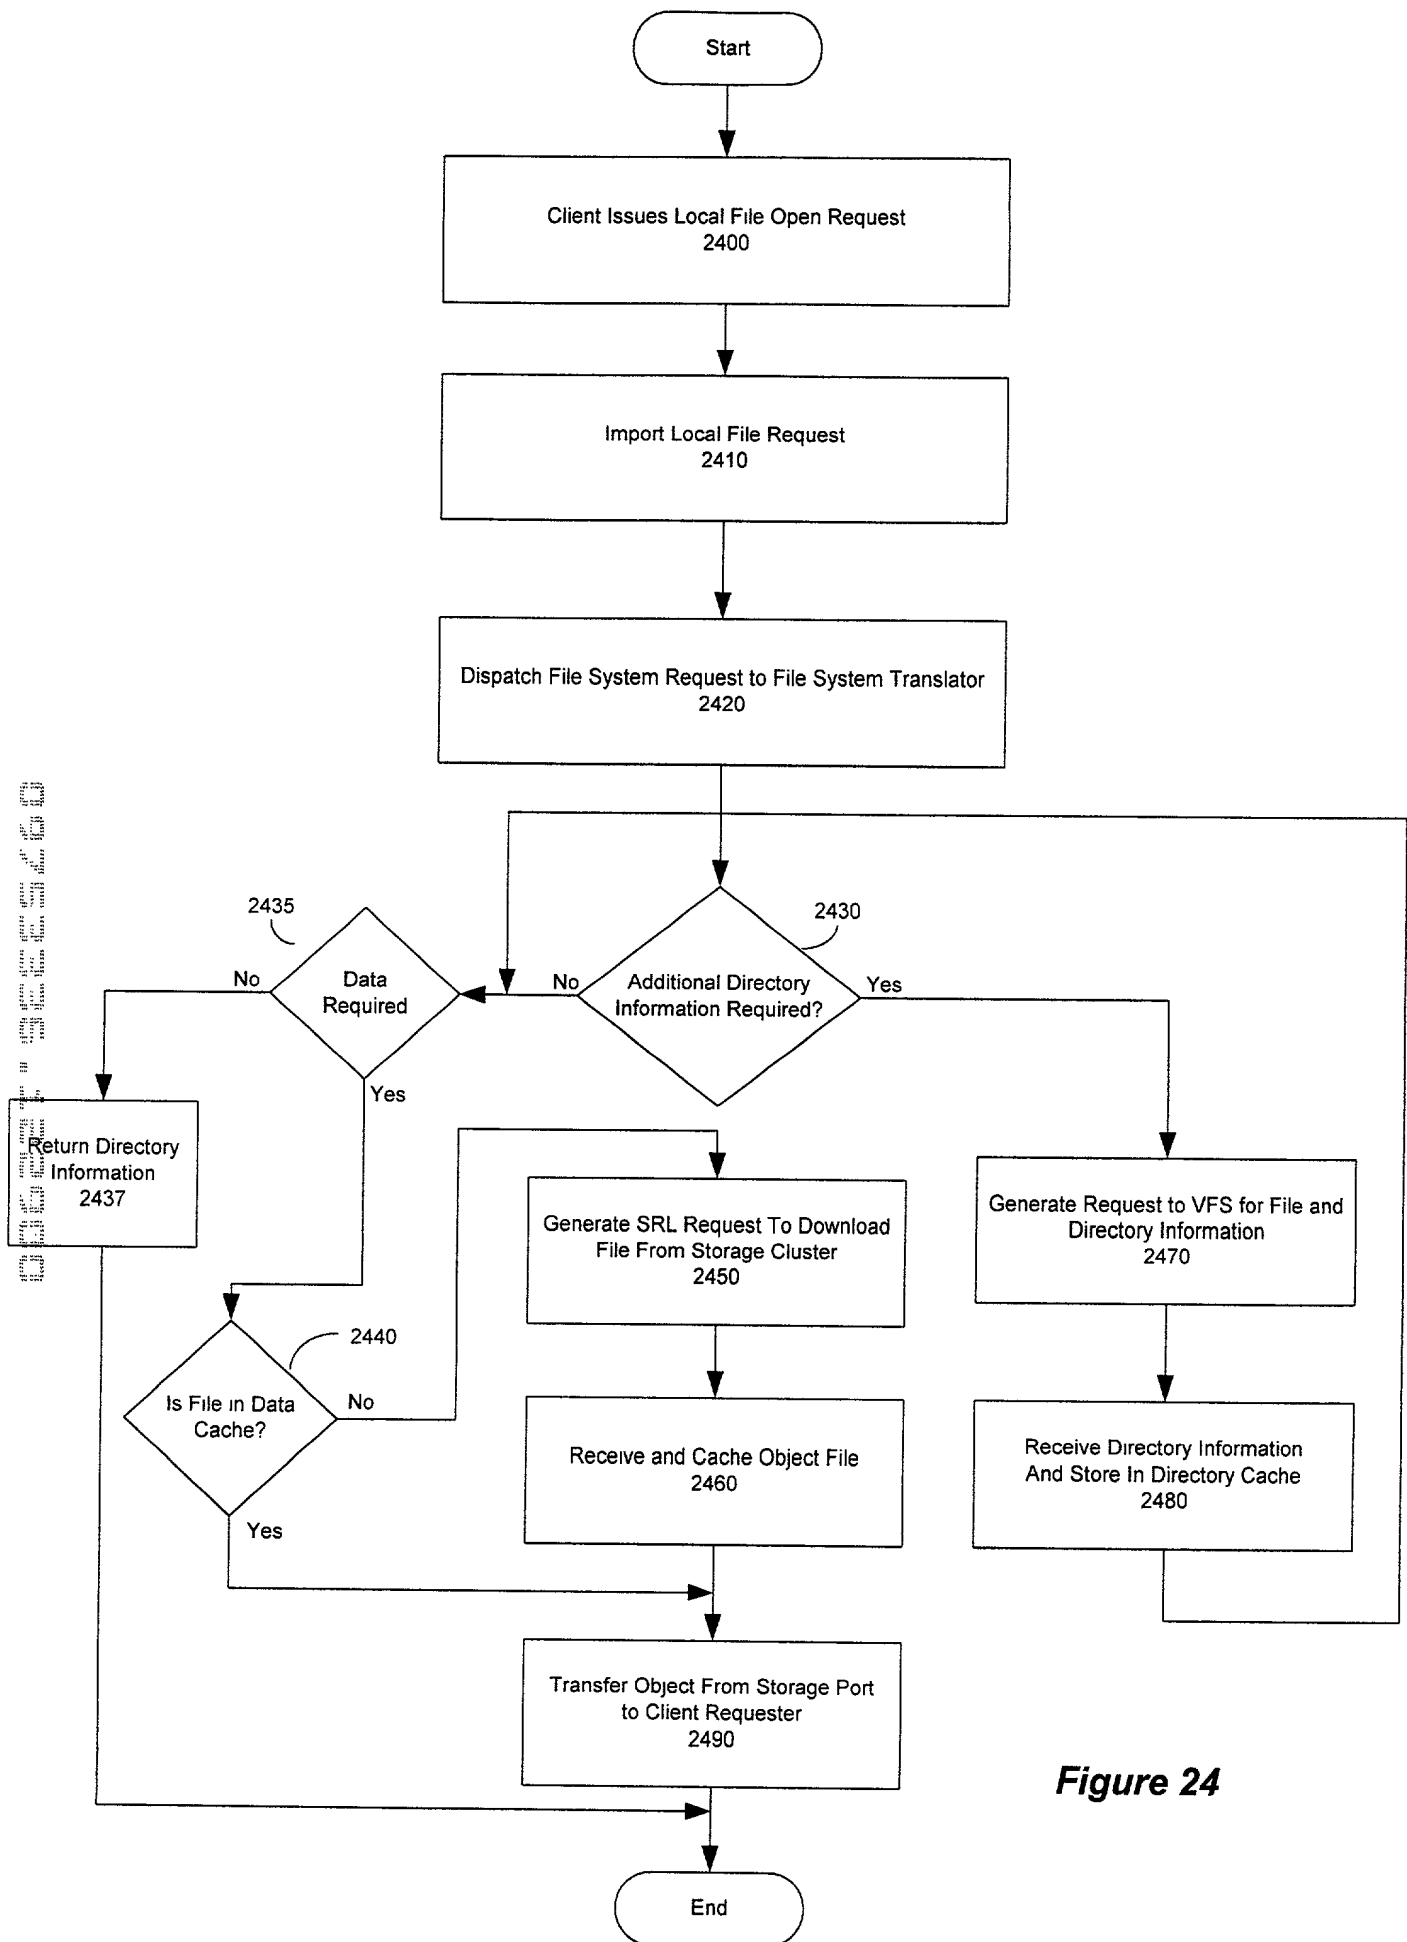 Start
Client Issues Local File Open Request
2400
Import Local File Request
2410
Dispatch File System Request to File System Translator
2420
2435
2430
No
Data
Required
No
Additional Directory
Information Required?
Yes
Yes
Return Directory
Information
2437
Generate SRL Request To Download
File From Storage Cluster
2450
Generate Request to VFS for File and
Directory Information
2470
2440
Is File in Data
Cache?
No
Receive and Cache Object File
2460
Receive Directory Information
And Store In Directory Cache
2480
Yes
Transfer Object From Storage Port
to Client Requester
2490
Figure 24
End